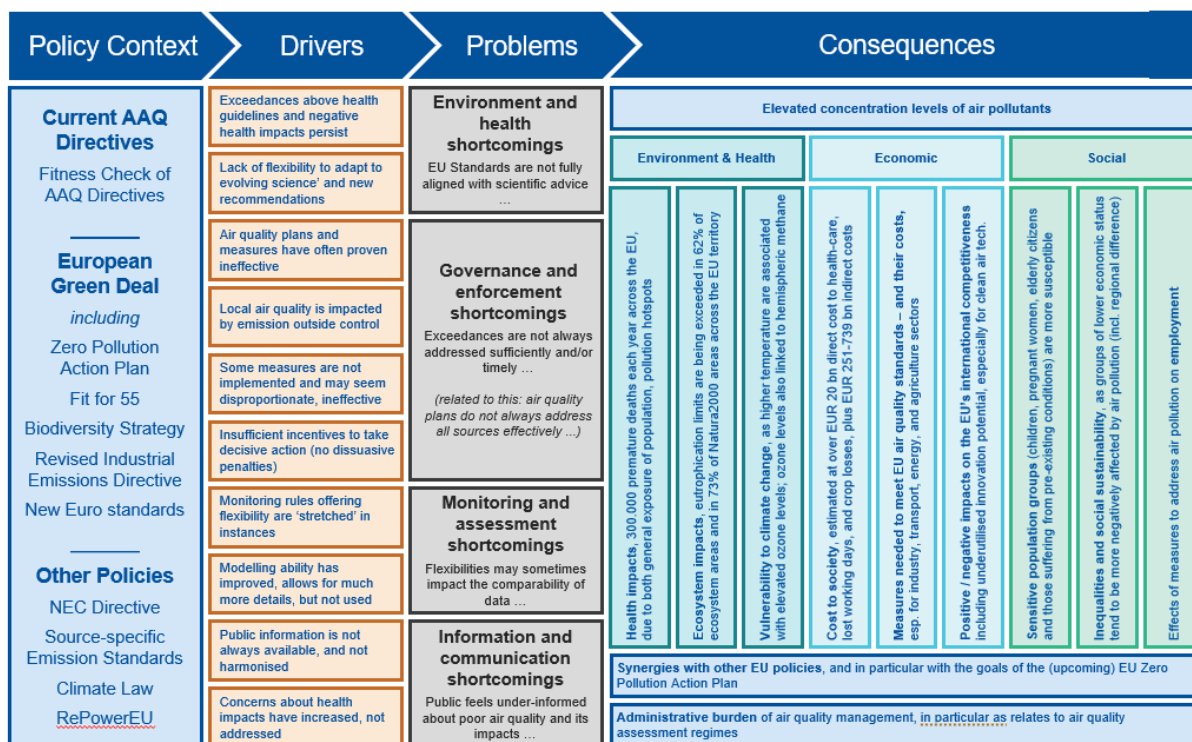 Policy Context
Drivers
Problems
Consequences
Current AAQ
Directives
Fitness Check of
AAQ Directives
European
Green Deal
including
Zero Pollution
Action Plan
Fit for 55
Biodiversity Strategy
Revised Industrial
Emissions Directive
New Euro standards
Other Policies
NEC Directive
Source-specific
Emission Standards
Climate Law
RePowerEU
Exceedances above health
guidelines and negative
health impacts persist
Lack of flexibility to adapt to
evolving science' and new
recommendations
Air quality plans and
measures have often proven
ineffective
Local air quality is impacted
by emission outside control
Some measures are not
implemented and may seem
disproportionate, ineffective
Insufficient incentives to take
decisive action (no dissuasive
penalties)
Monitoring rules offering
flexibility are ‘stretched’ in
instances
Modelling ability has
improved, allows for much
more details, but not used
Public information is not
always available, and not
harmonised
Concerns about health
impacts have increased, not
addressed
Environment and
health
shortcomings
EU Standards are not fully
aligned with scientific advice
...
Governance and
enforcement
shortcomings
Exceedances are not always
addressed sufficiently and/or
timely ...
(related to this: air quality
plans do not always address
all sources effectively ...)
Monitoring and
assessment
shortcomings
Flexibilities may sometimes
impact the comparability of
data ...
Information and
communication
shortcomings
Public feels under-informed
about poor air quality and its
impacts ...
Elevated concentration levels of air pollutants
Environment & Health
Economic
Social
Health impacts, 300.000 premature deaths each year across the EU,
due to both general exposure of population, pollution hotspots
Ecosystem impacts, eutrophication limits are being exceeded in 62% of
ecosystem areas and in 73% of Natura2000 areas across the EU territory
Vulnerability to climate change, as higher temperature are associated
with elevated ozone levels; ozone levels also linked to hemispheric methane
Cost to society, estimated at over EUR 20 bn direct cost to health-care,
lost working days, and crop losses, plus EUR 251-739 bn indirect costs
Measures needed to meet EU air quality standards – and their costs,
esp. for industry, transport, energy, and agriculture sectors
Positive / negative impacts on the EU's international competitiveness
including underutilised innovation potential, especially for clean air tech.
Sensitive population groups (children, pregnant women, elderly citizens
and those suffering from pre-existing conditions) are more susceptible
Inequalities and social sustainability, as groups of lower economic status
tend to be more negatively affected by air pollution (incl. regional difference)
Effects of measures to address air pollution on employment
Synergies with other EU policies, and in particular with the goals of the (upcoming) EU Zero
Pollution Action Plan
Administrative burden of air quality management, in particular as relates to air quality
assessment regimes